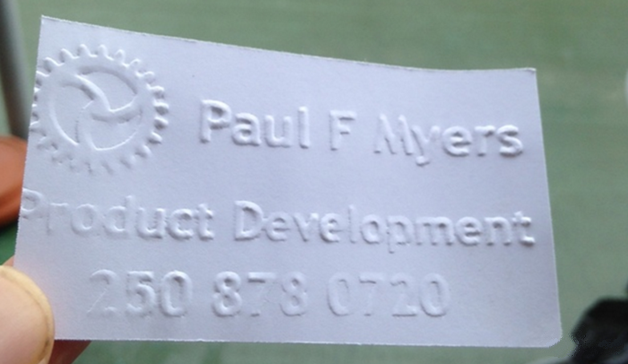 Paul F Myers
Product Development
250 878 0720